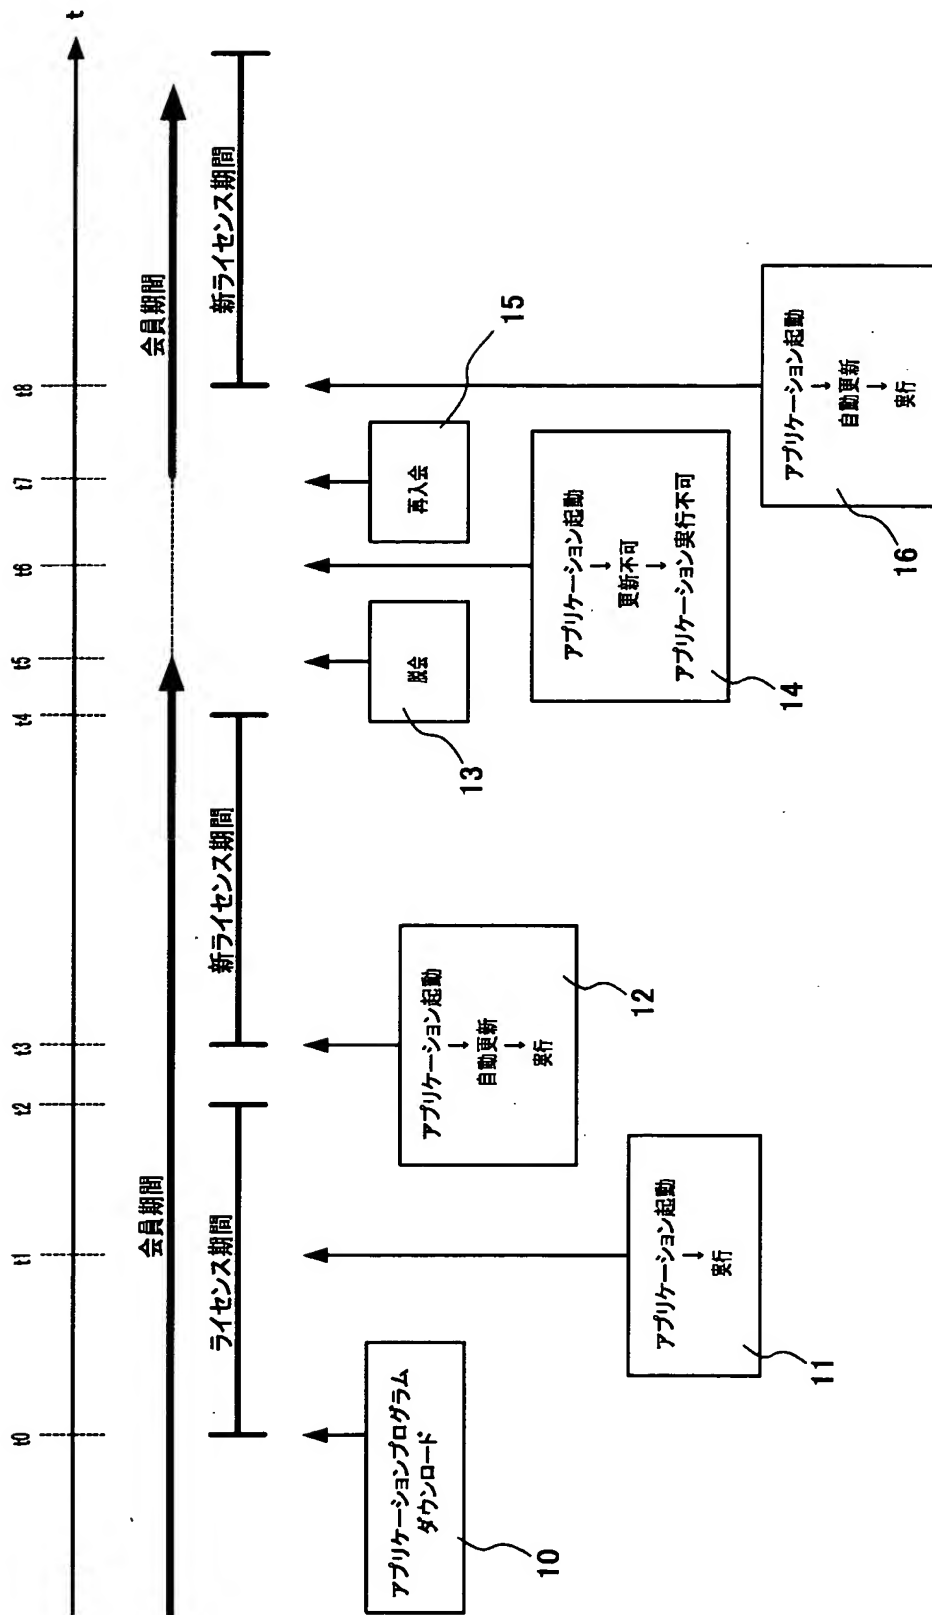 t
t0
t1
t2
t3
t4
t5
t6
t7
t8
会員期間
会員期間
ライセンス期間
新ライセンス期間
新ライセンス期間
アプリケーションプログラム
ダウンロード
10
アプリケーション起動
↓
実行
11
アプリケーション起動
↓
自動更新
↓
実行
12
脱会
13
アプリケーション起動
↓
更新不可
↓
アプリケーション実行不可
14
再入会
15
アプリケーション起動
↓
自動更新
↓
実行
16